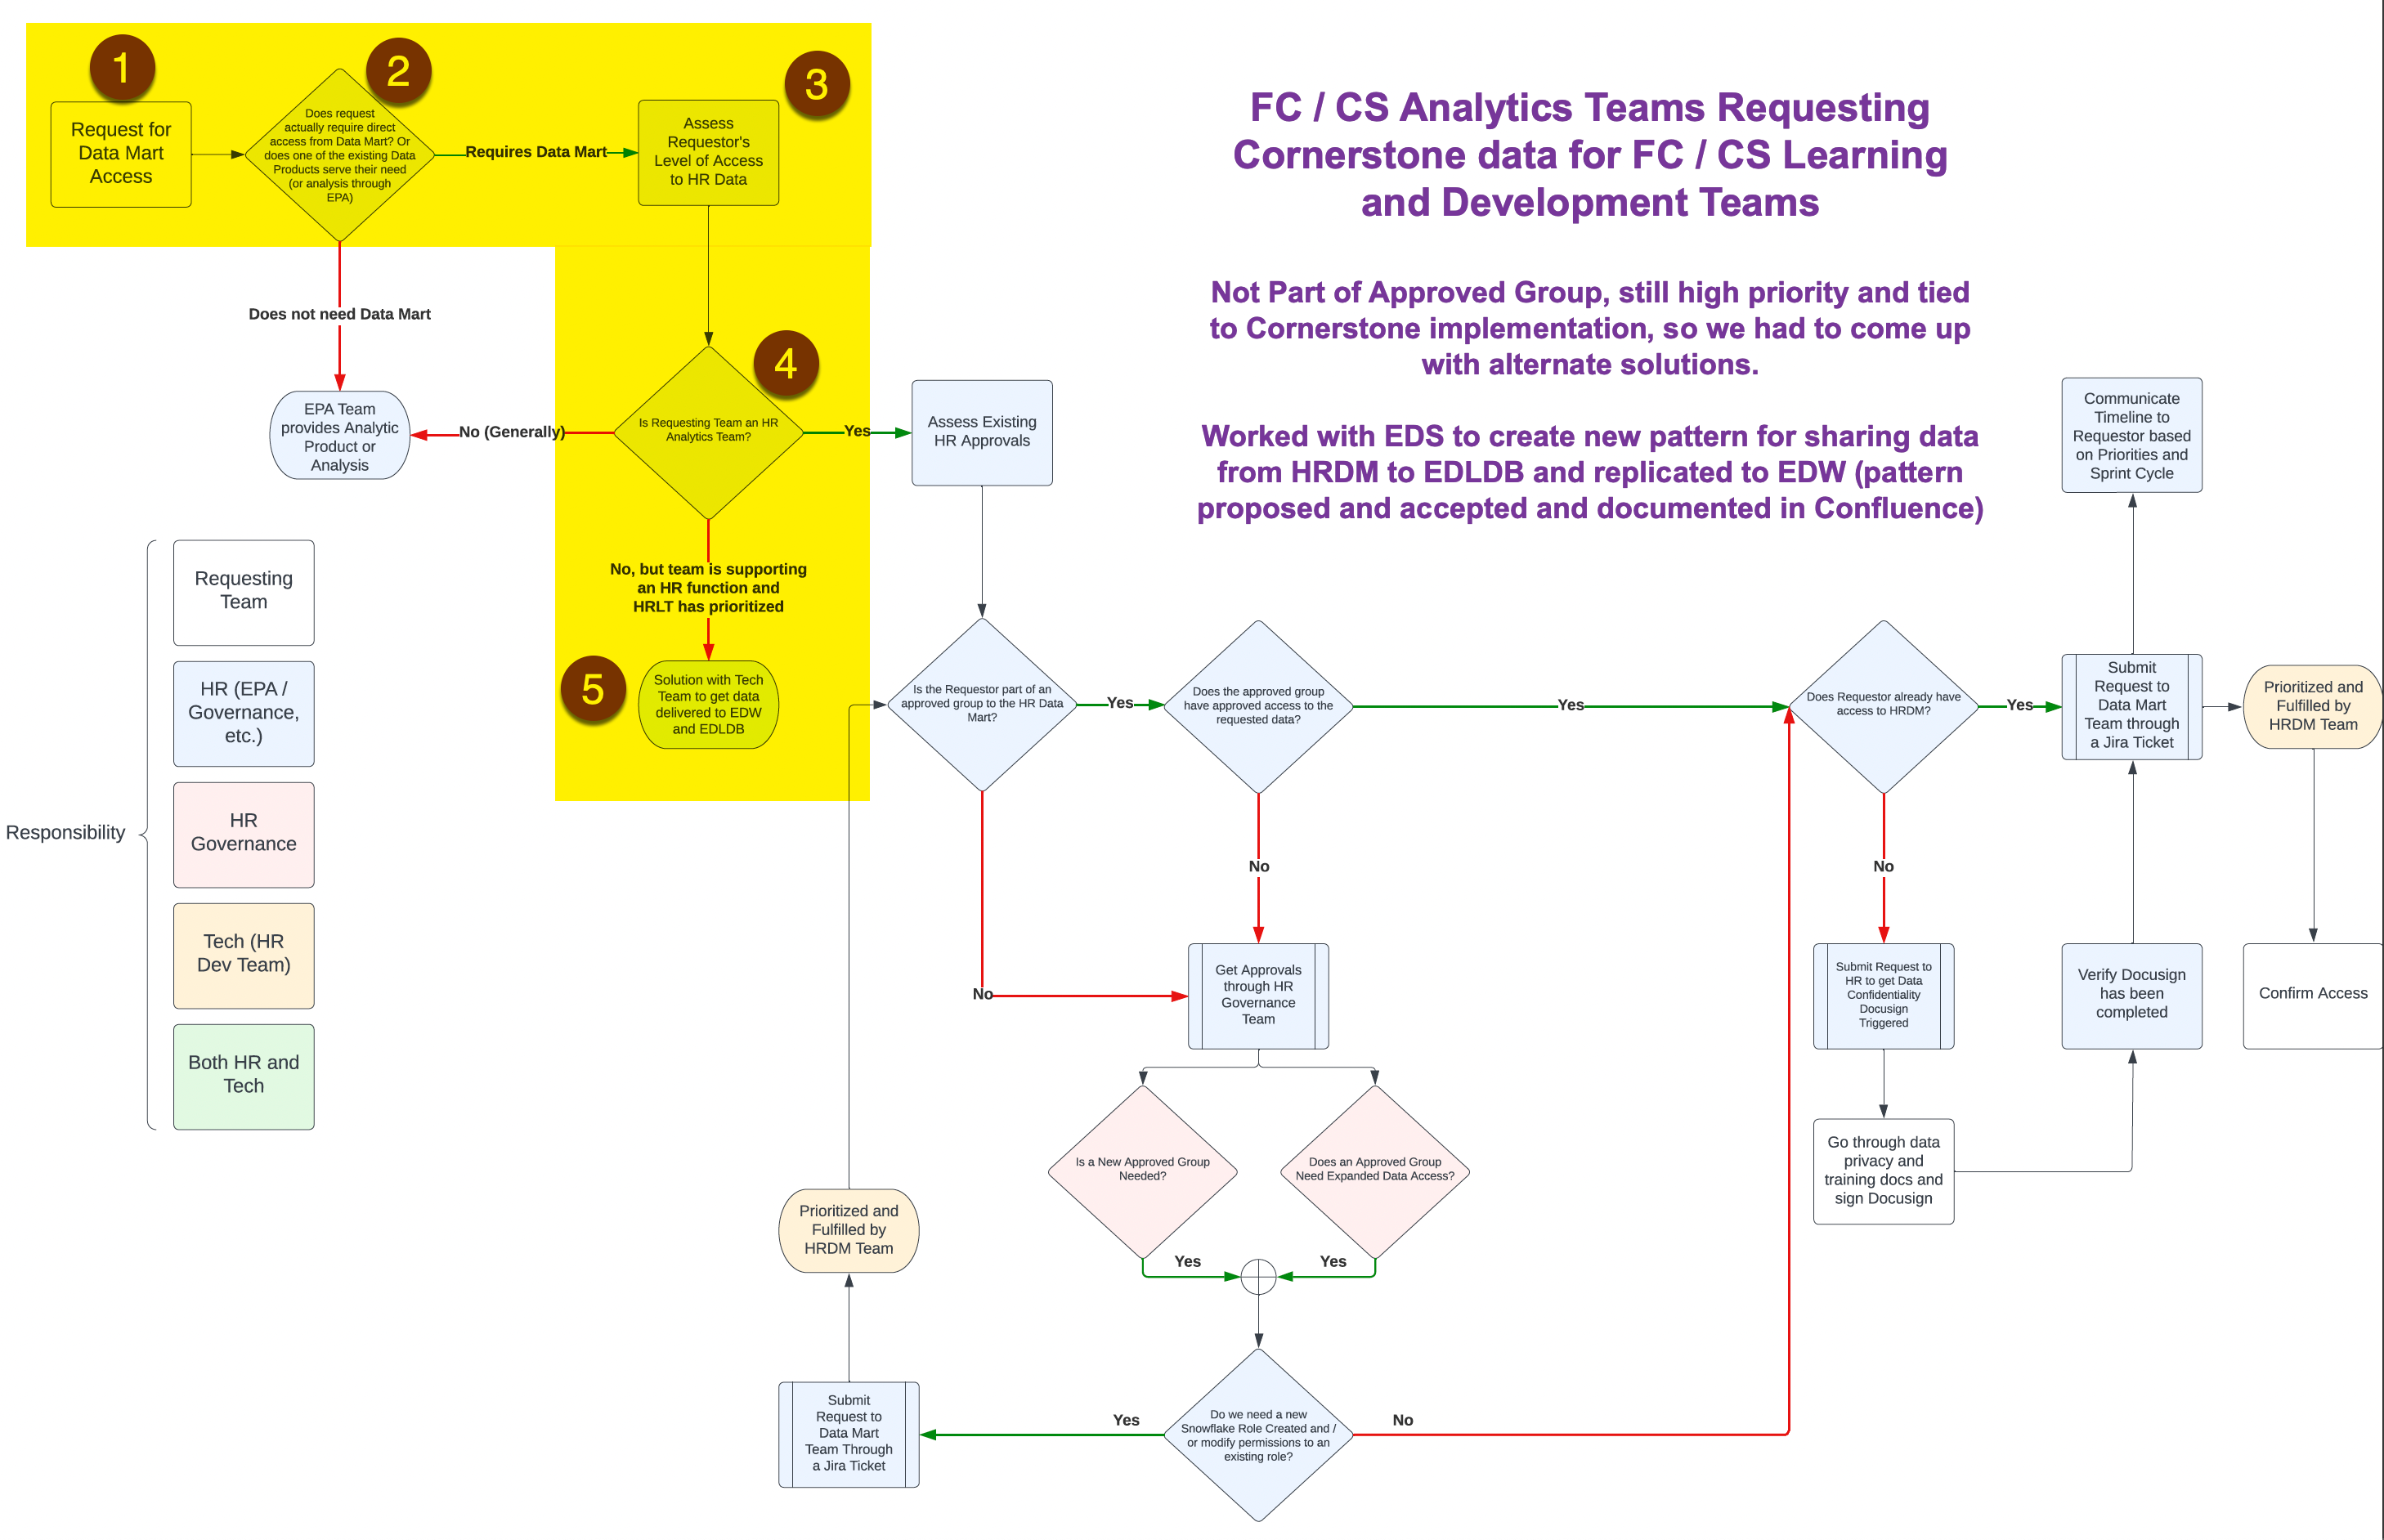 1
2
3
Request for
Data Mart
Access
Does request
actually require direct
access from Data Mart? Or
does one of the existing Data
Products serve their need
(or analysis through
EPA)
Requires Data Mart
Assess
Requestor's
Level of Access
to HR Data
FC / CS Analytics Teams Requesting
Cornerstone data for FC / CS Learning
and Development Teams
Not Part of Approved Group, still high priority and tied
to Cornerstone implementation, so we had to come up
with alternate solutions.
Worked with EDS to create new pattern for sharing data
from HRDM to EDLDB and replicated to EDW (pattern
proposed and accepted and documented in Confluence)
Does not need Data Mart
EPA Team
provides Analytic
Product or
Analysis
No (Generally)
4
Is Requesting Team an HR
Analytics Team?
Yes
Assess Existing
HR Approvals
No, but team is supporting
an HR function and
HRLT has prioritized
5
Solution with Tech
Team to get data
delivered to EDW
and EDLDB
Communicate
Timeline to
Requestor based
on Priorities and
Sprint Cycle
Responsibility
Requesting
Team
HR (EPA /
Governance,
etc.)
HR
Governance
Tech (HR
Dev Team)
Both HR and
Tech
Is the Requestor part of an
approved group to the HR Data
Mart?
Yes
Does the approved group
have approved access to the
requested data?
Yes
Does Requestor already have
access to HRDM?
Yes
Submit
Request to
Data Mart
Team through
a Jira Ticket
Prioritized and
Fulfilled by
HRDM Team
No
No
No
Get Approvals
through HR
Governance
Team
Submit Request to
HR to get Data
Confidentiality
Docusign
Triggered
Verify Docusign
has been
completed
Confirm Access
Go through data
privacy and
training docs and
sign Docusign
Is a New Approved Group
Needed?
Does an Approved Group
Need Expanded Data Access?
Yes
Yes
Prioritized and
Fulfilled by
HRDM Team
Submit
Request to
Data Mart
Team Through
a Jira Ticket
Yes
Do we need a new
Snowflake Role Created and /
or modify permissions to an
existing role?
No